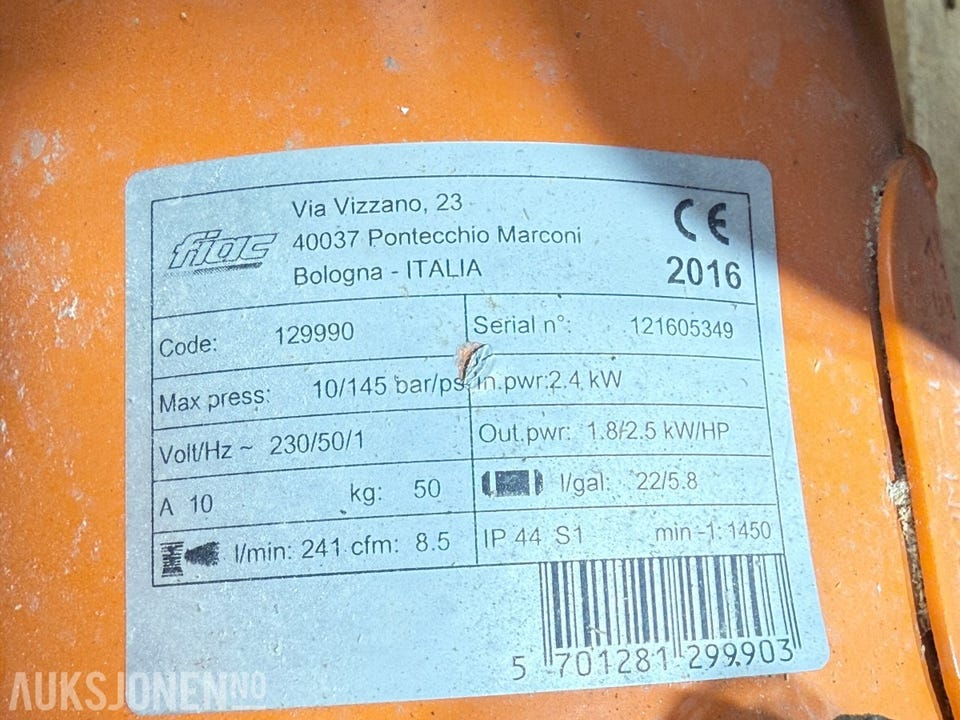 fiac
Via Vizzano, 23
40037 Pontecchio Marconi
Bologna - ITALIA
CE
2016
Code: 129990
Serial n°: 121605349
Max press: 10/145 bar/ps
In.pwr:2.4 kW
Volt/Hz ~ 230/50/1
Out.pwr: 1.8/2.5 kW/HP
A 10 kg: 50
l/gal: 22/5.8
l/min: 241 cfm: 8.5
IP 44 S1 min-1: 1450
5 701281 299903
AUKSJONEN.NO